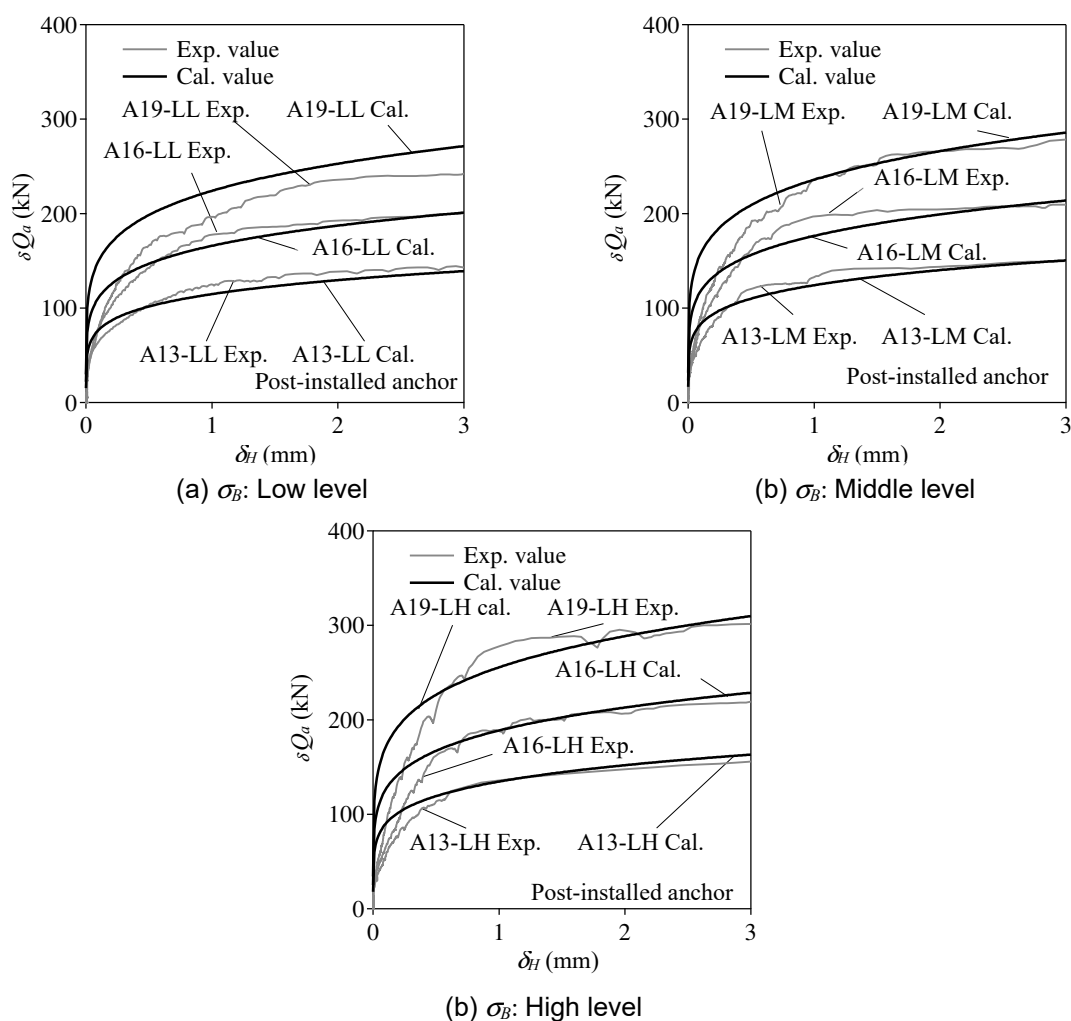 400
300
200
100
0
δQa (kN)
Exp. value
Cal. value
A19-LL Exp.
A19-LL Cal.
A16-LL Exp.
A16-LL Cal.
A13-LL Exp.
A13-LL Cal.
Post-installed anchor
0 1 2 3
δH (mm)
(a) σB: Low level
400
300
200
100
0
δQa (kN)
Exp. value
Cal. value
A19-LM Exp.
A19-LM Cal.
A16-LM Exp.
A16-LM Cal.
A13-LM Exp.
A13-LM Cal.
Post-installed anchor
0 1 2 3
δH (mm)
(b) σB: Middle level
400
300
200
100
0
δQa (kN)
Exp. value
Cal. value
A19-LH cal.
A19-LH Exp.
A16-LH Cal.
A16-LH Exp.
A13-LH Exp.
A13-LH Cal.
Post-installed anchor
0 1 2 3
δH (mm)
(b) σB: High level